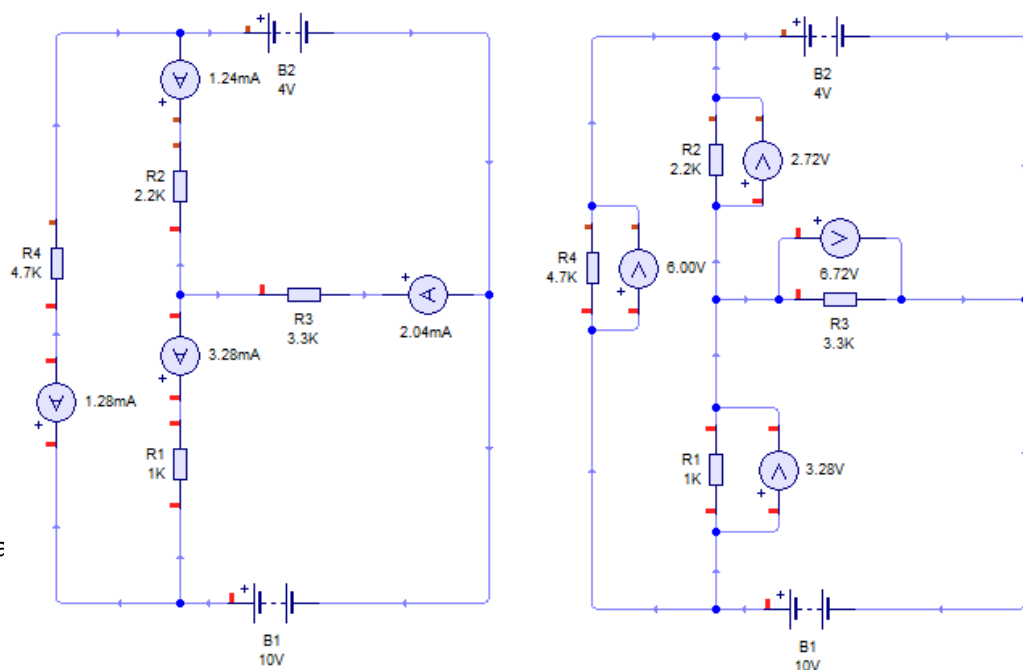 +
B2
4V
A
1.24mA
+
R2
2.2K
R4
4.7K
+
A
R3
3.3K
2.04mA
A
3.28mA
+
A
1.28mA
+
R1
1K
+
B1
10V
+
B2
4V
R2
2.2K
V
2.72V
+
R4
4.7K
V
6.00V
+
+
V
6.72V
R3
3.3K
R1
1K
V
3.28V
+
+
B1
10V